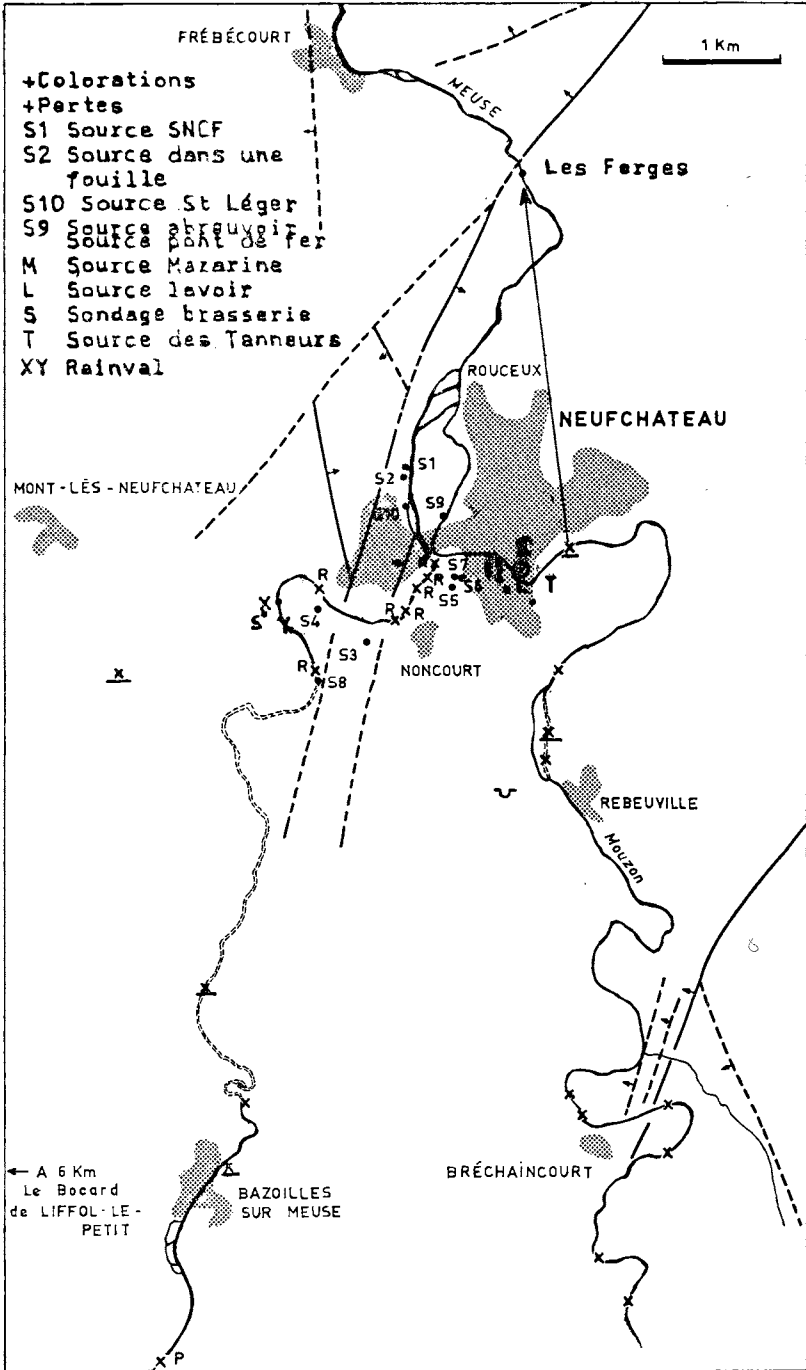 FRÉBÉCOURT
1 Km
MEUSE
+Colorations
+Pertes
S1 Source SNCF
S2 Source dans une
fouille
S10 Source St Léger
S9 Source abreuvoir
Source pont de fer
M Source Mazarine
L Source lavoir
S Sondage brasserie
T Source des Tanneurs
XY Rainval
Les Forges
ROUCEUX
NEUFCHATEAU
MONT-LÈS-NEUFCHATEAU
S1
S2
S10
S9
S7
S6
S5
T
R
R
R
R
R
S4
S
S3
NONCOURT
R
S8
REBEUVILLE
Mouzon
← A 6 Km
Le Bocard
de LIFFOL-LE-
PETIT
BAZOILLES
SUR MEUSE
BRÉCHAINCOURT
P